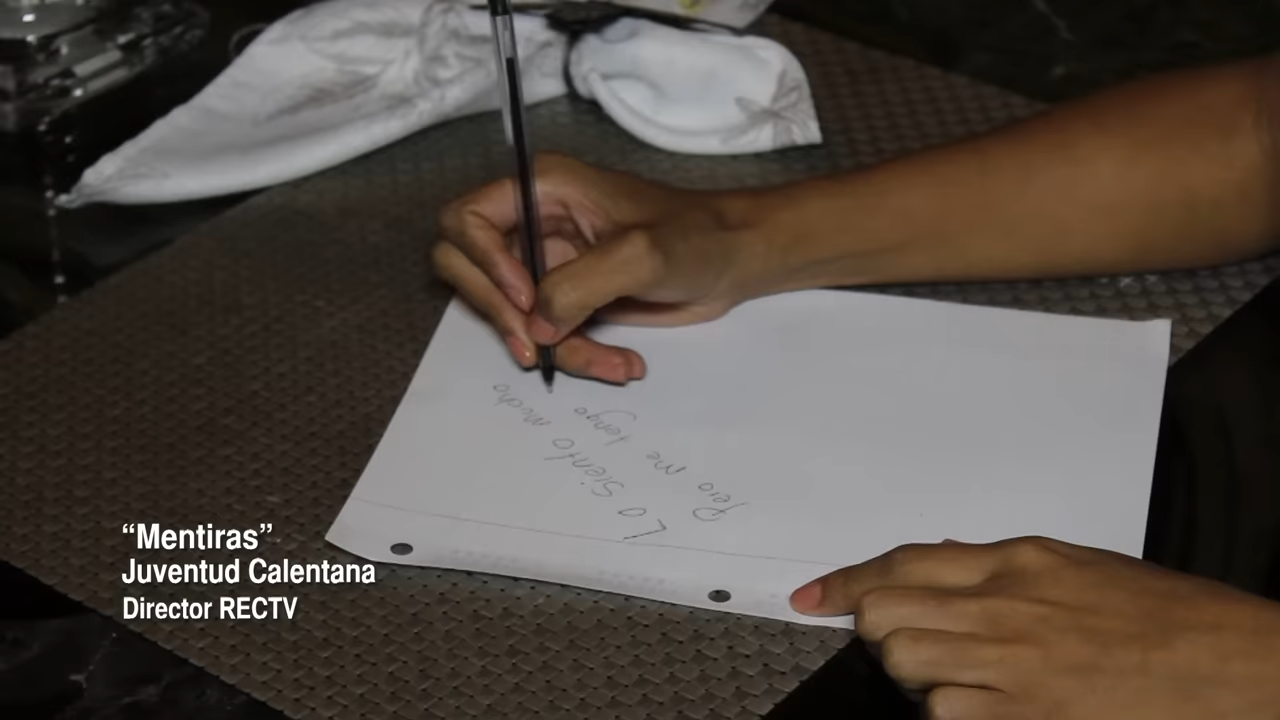 Lo Siento mucho
Pero me tengo
“Mentiras”
Juventud Calentana
Director RECTV